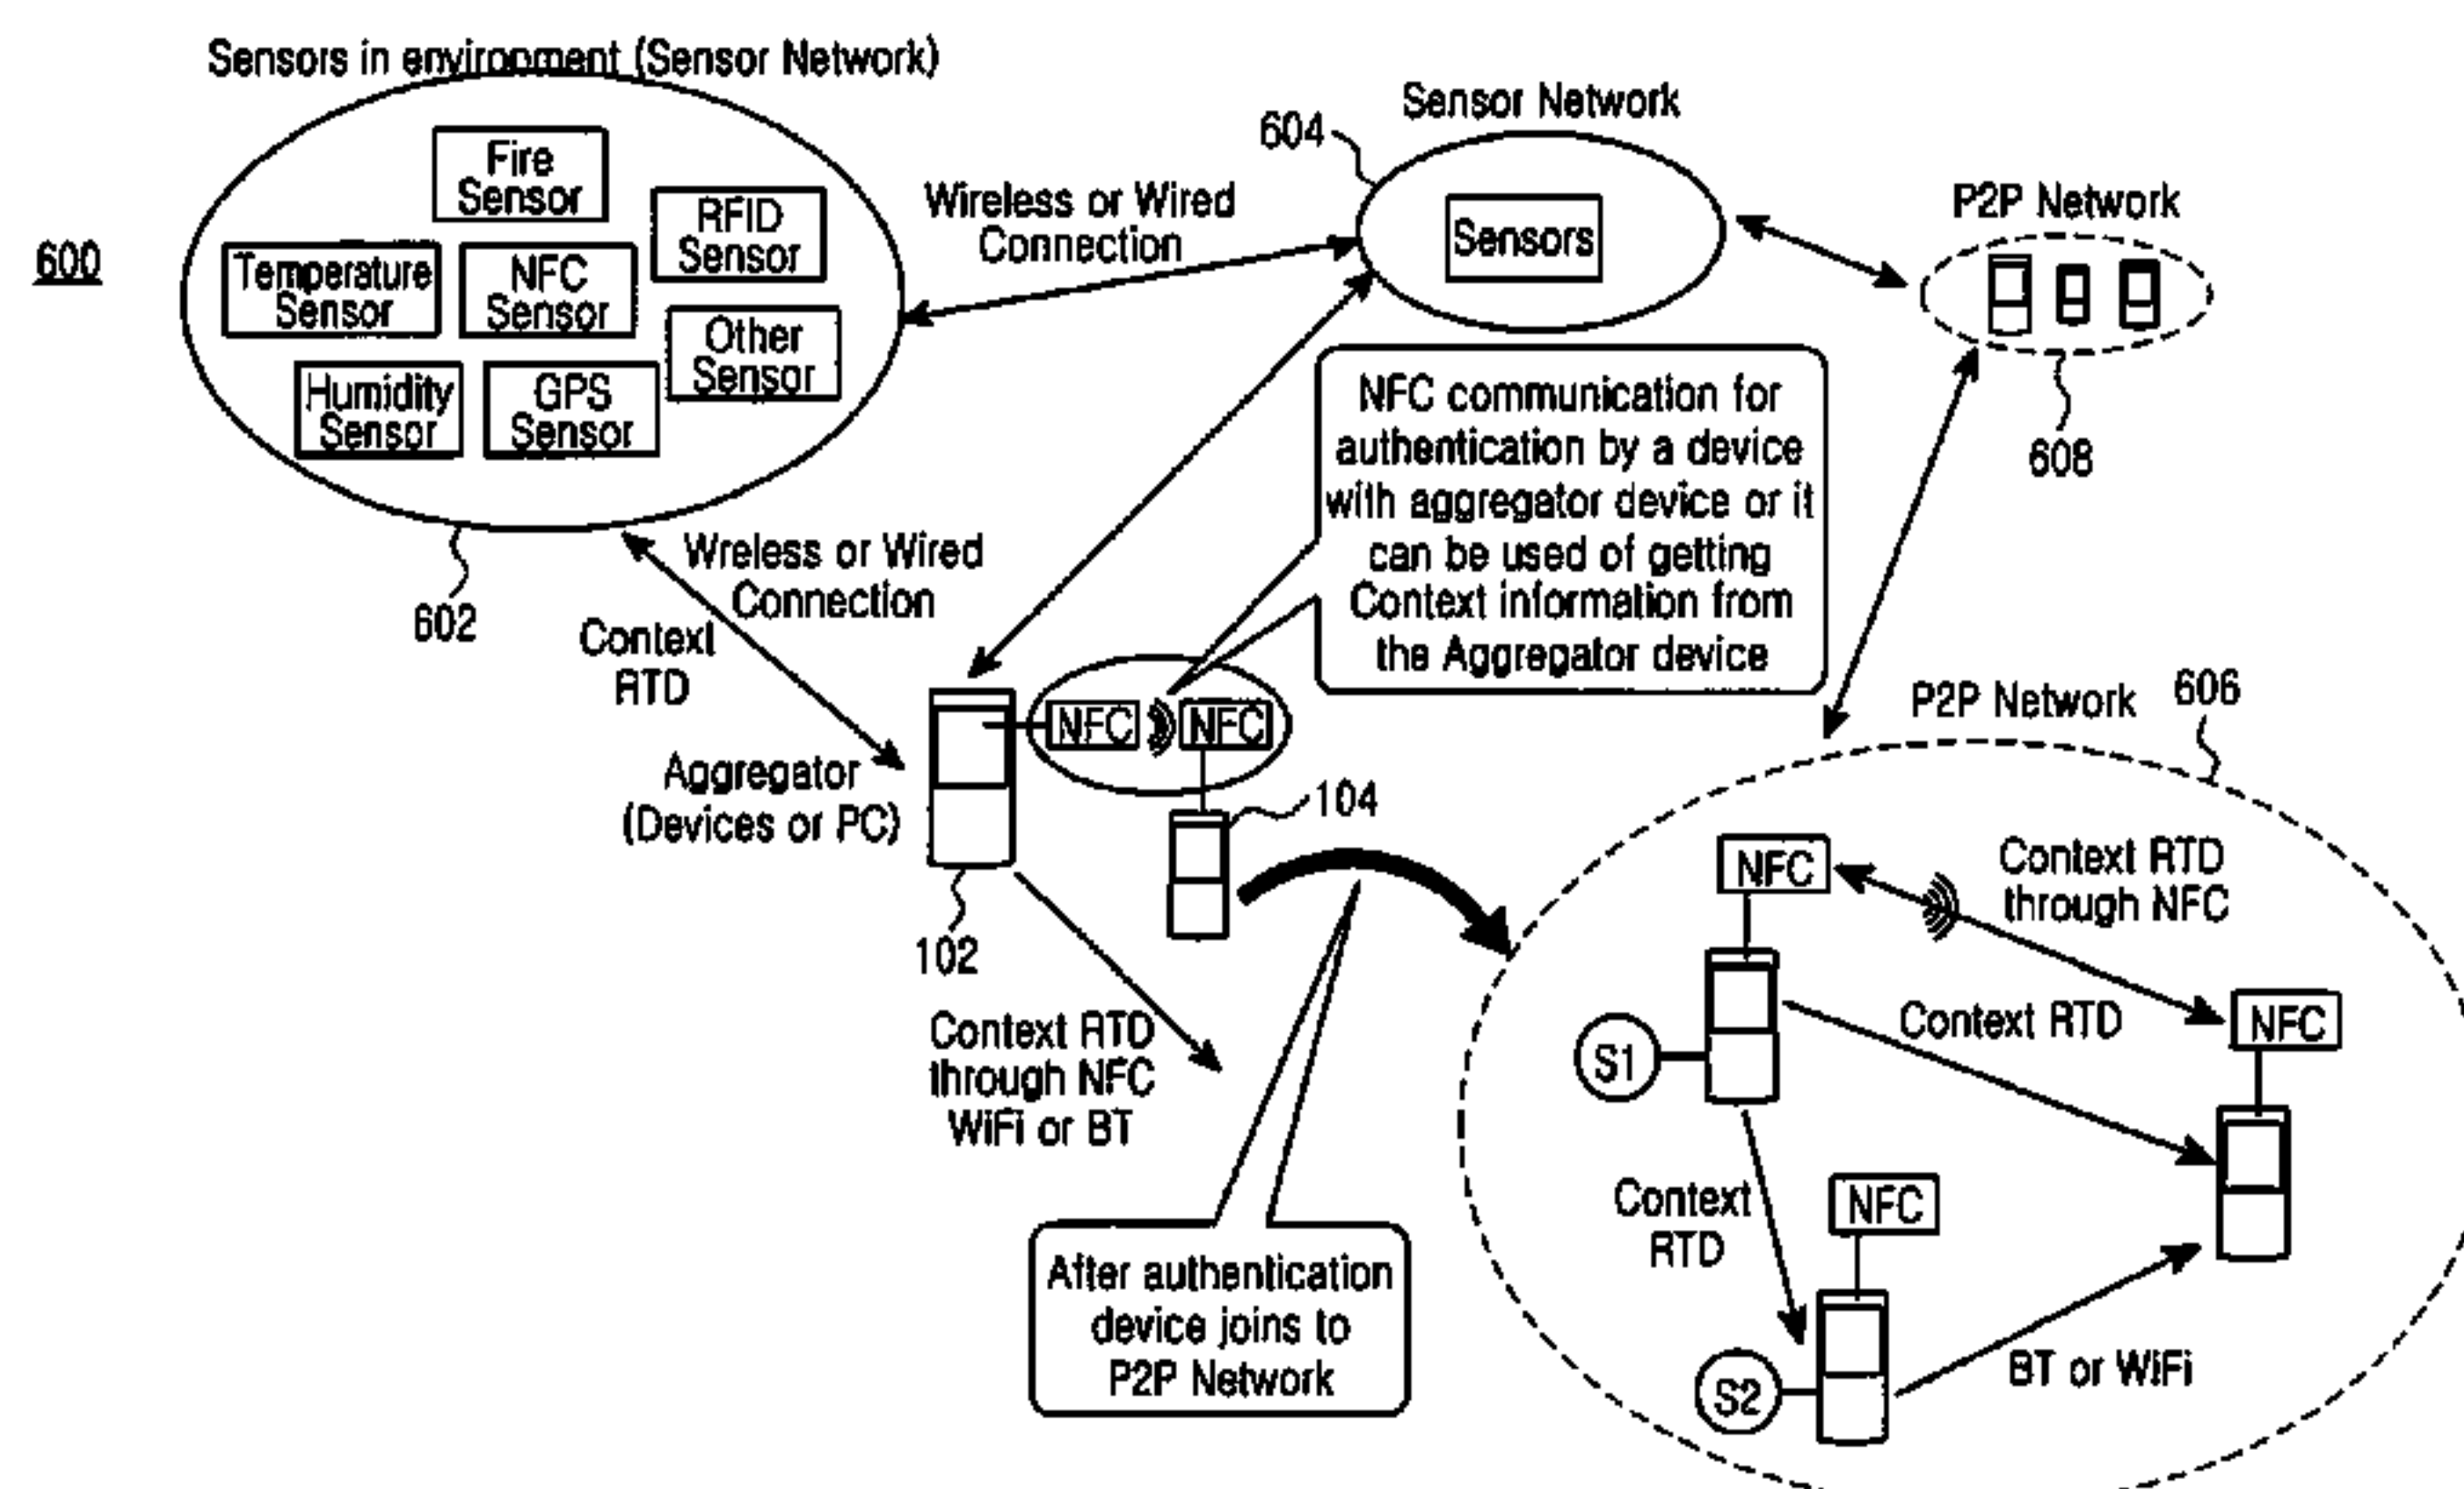 Sensors in environment (Sensor Network)
600
Fire
Sensor
RFID
Sensor
Temperature
Sensor
NFC
Sensor
Other
Sensor
Humidity
Sensor
GPS
Sensor
602
Wireless or Wired
Connection
604
Sensor Network
Sensors
P2P Network
608
Wreless or Wired
Connection
Context
RTD
NFC communication for
authentication by a device
with aggregator device or it
can be used of getting
Context information from
the Aggregator device
Aggregator
(Devices or PC)
NFC
NFC
102
104
Context RTD
through NFC
WiFi or BT
After authentication
device joins to
P2P Network
P2P Network
606
NFC
Context RTD
through NFC
S1
Context RTD
NFC
Context
RTD
NFC
S2
BT or WiFi